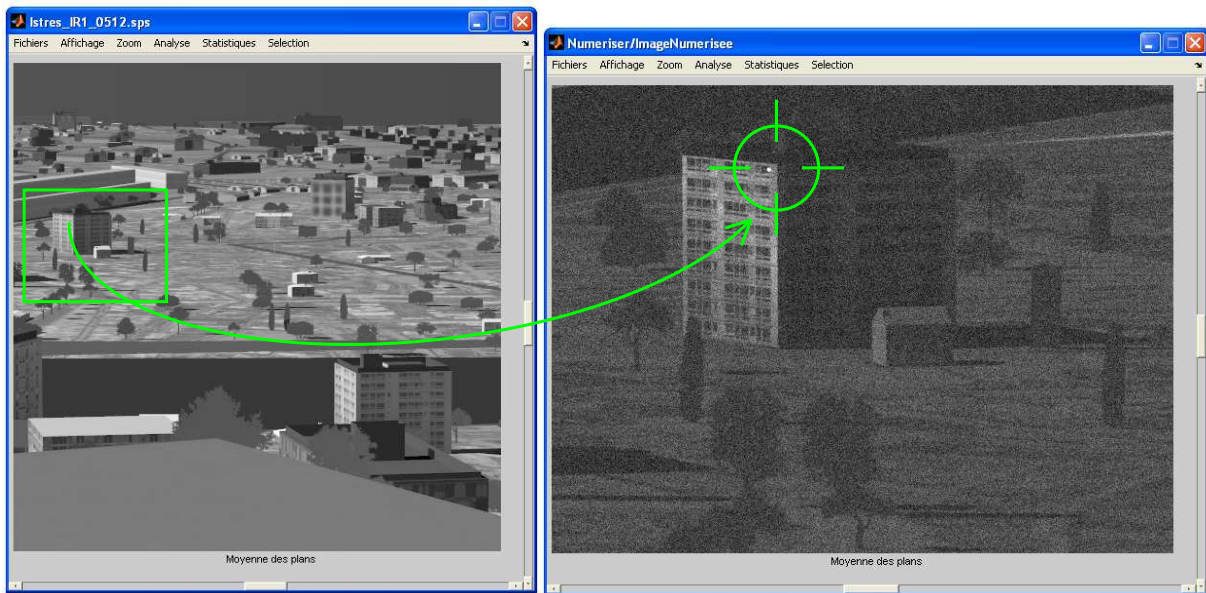 Istres_IR1_0512.sps
Fichiers Affichage Zoom Analyse Statistiques Selection
Moyenne des plans
Numeriser/ImageNumerisee
Fichiers Affichage Zoom Analyse Statistiques Selection
Moyenne des plans